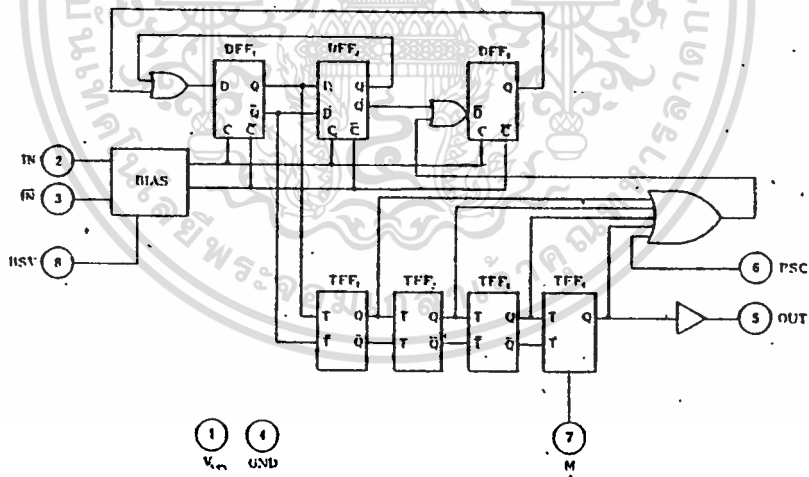 DFF₁ DFF₂ DFF₃
D Q D Q Q
Q̄ D̄ Q̄ D̄
C C̄ C C̄ C C̄
IN 2
BIAS
I̅N̅ 3
8
6 PSC
TFF₁ TFF₂ TFF₃ TFF₄
T Q T Q T Q T Q
5 OUT
T̄ Q̄ T Q̄ T̄ Q̄ T
1 4 7
GND M